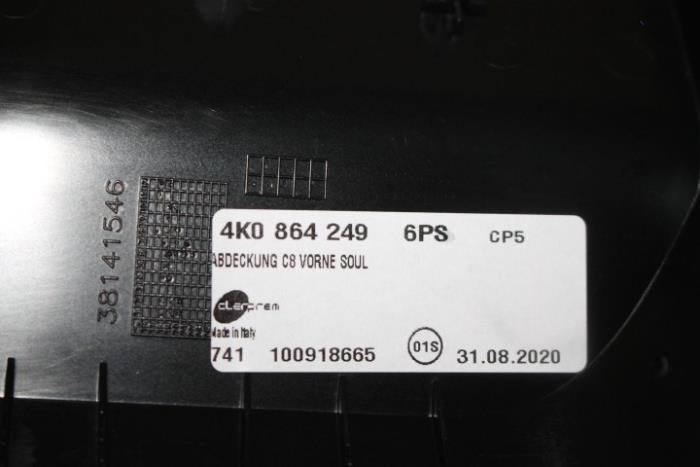 38141546
4K0 864 249 6PS CP5
ABDECKUNG C8 VORNE SOUL
cLerprem
Made in Italy
741 100918665 01S 31.08.2020